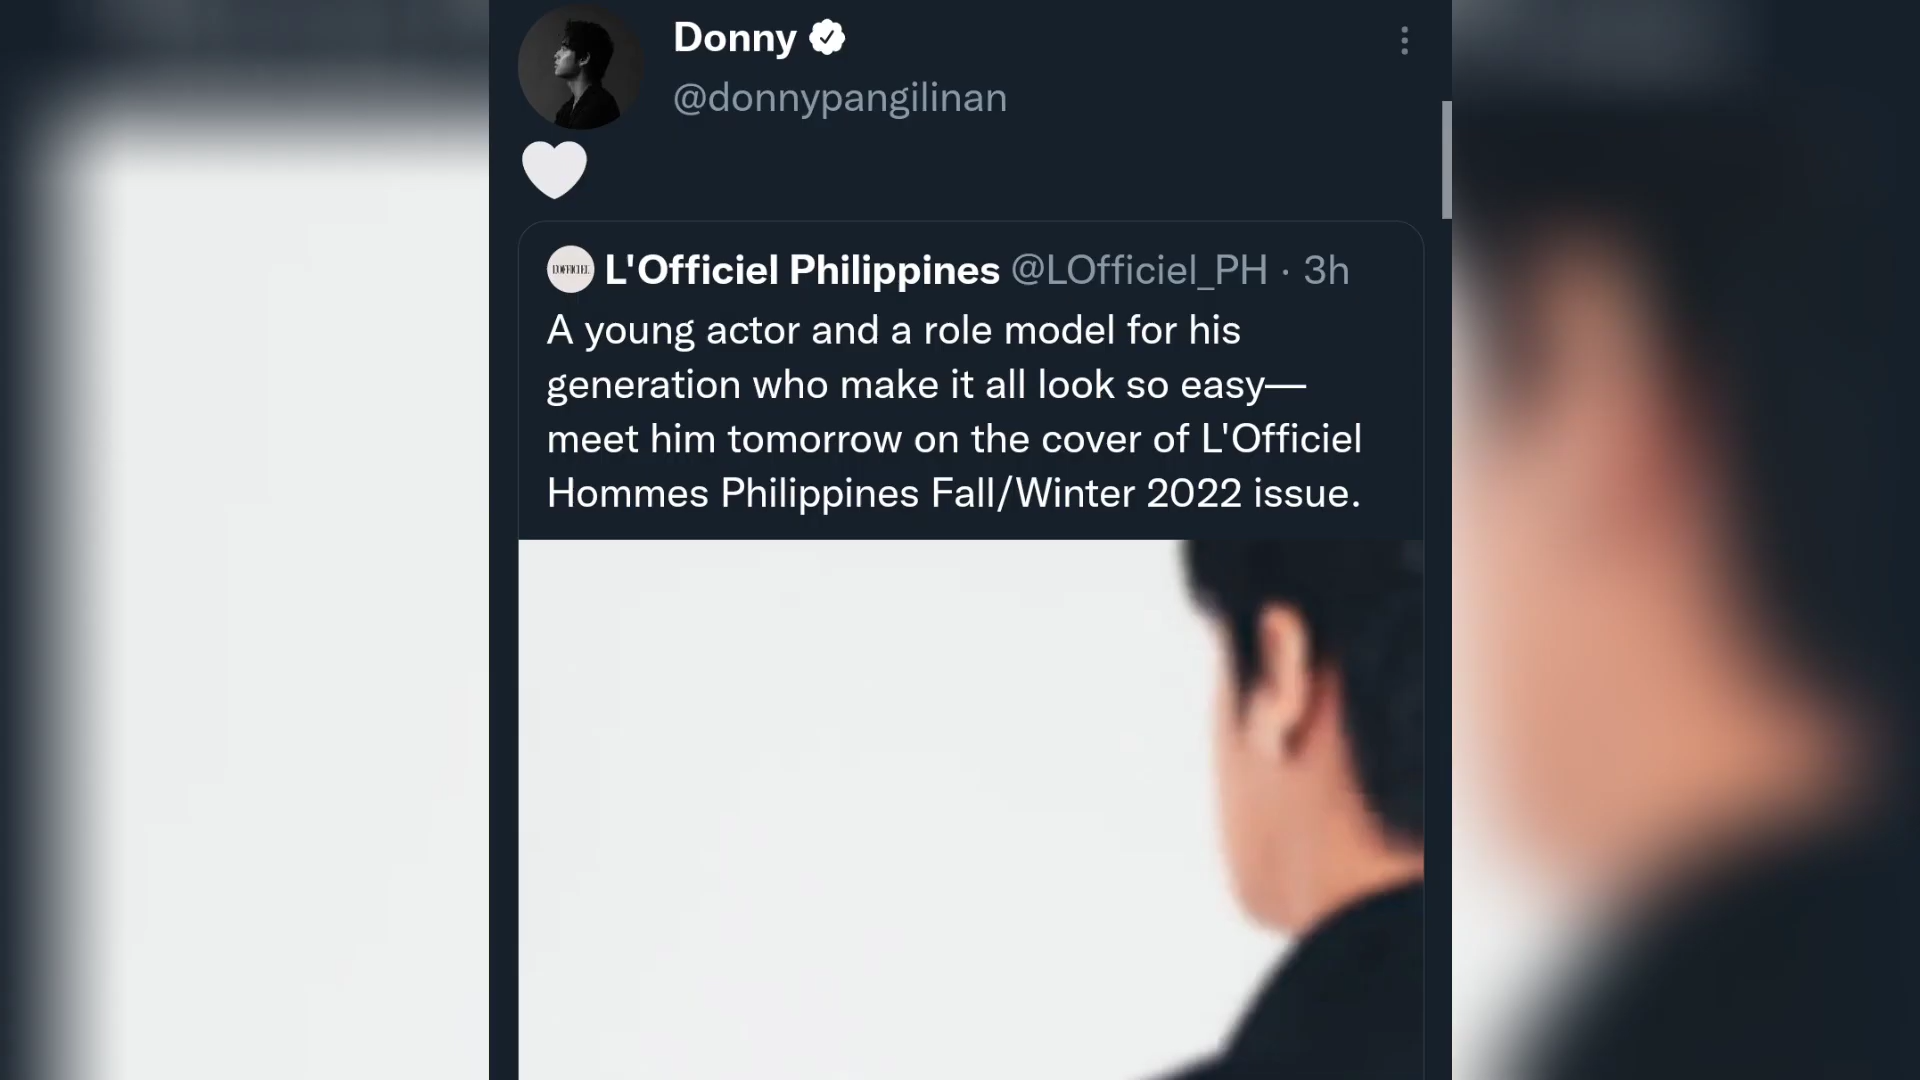 Donny
@donnypangilinan
L'OFFICIEL
L'Officiel Philippines @LOfficiel_PH · 3h
A young actor and a role model for his
generation who make it all look so easy—
meet him tomorrow on the cover of L'Officiel
Hommes Philippines Fall/Winter 2022 issue.